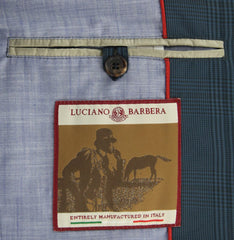 LUCIANO BARBERA
ENTIRELY MANUFACTURED IN ITALY